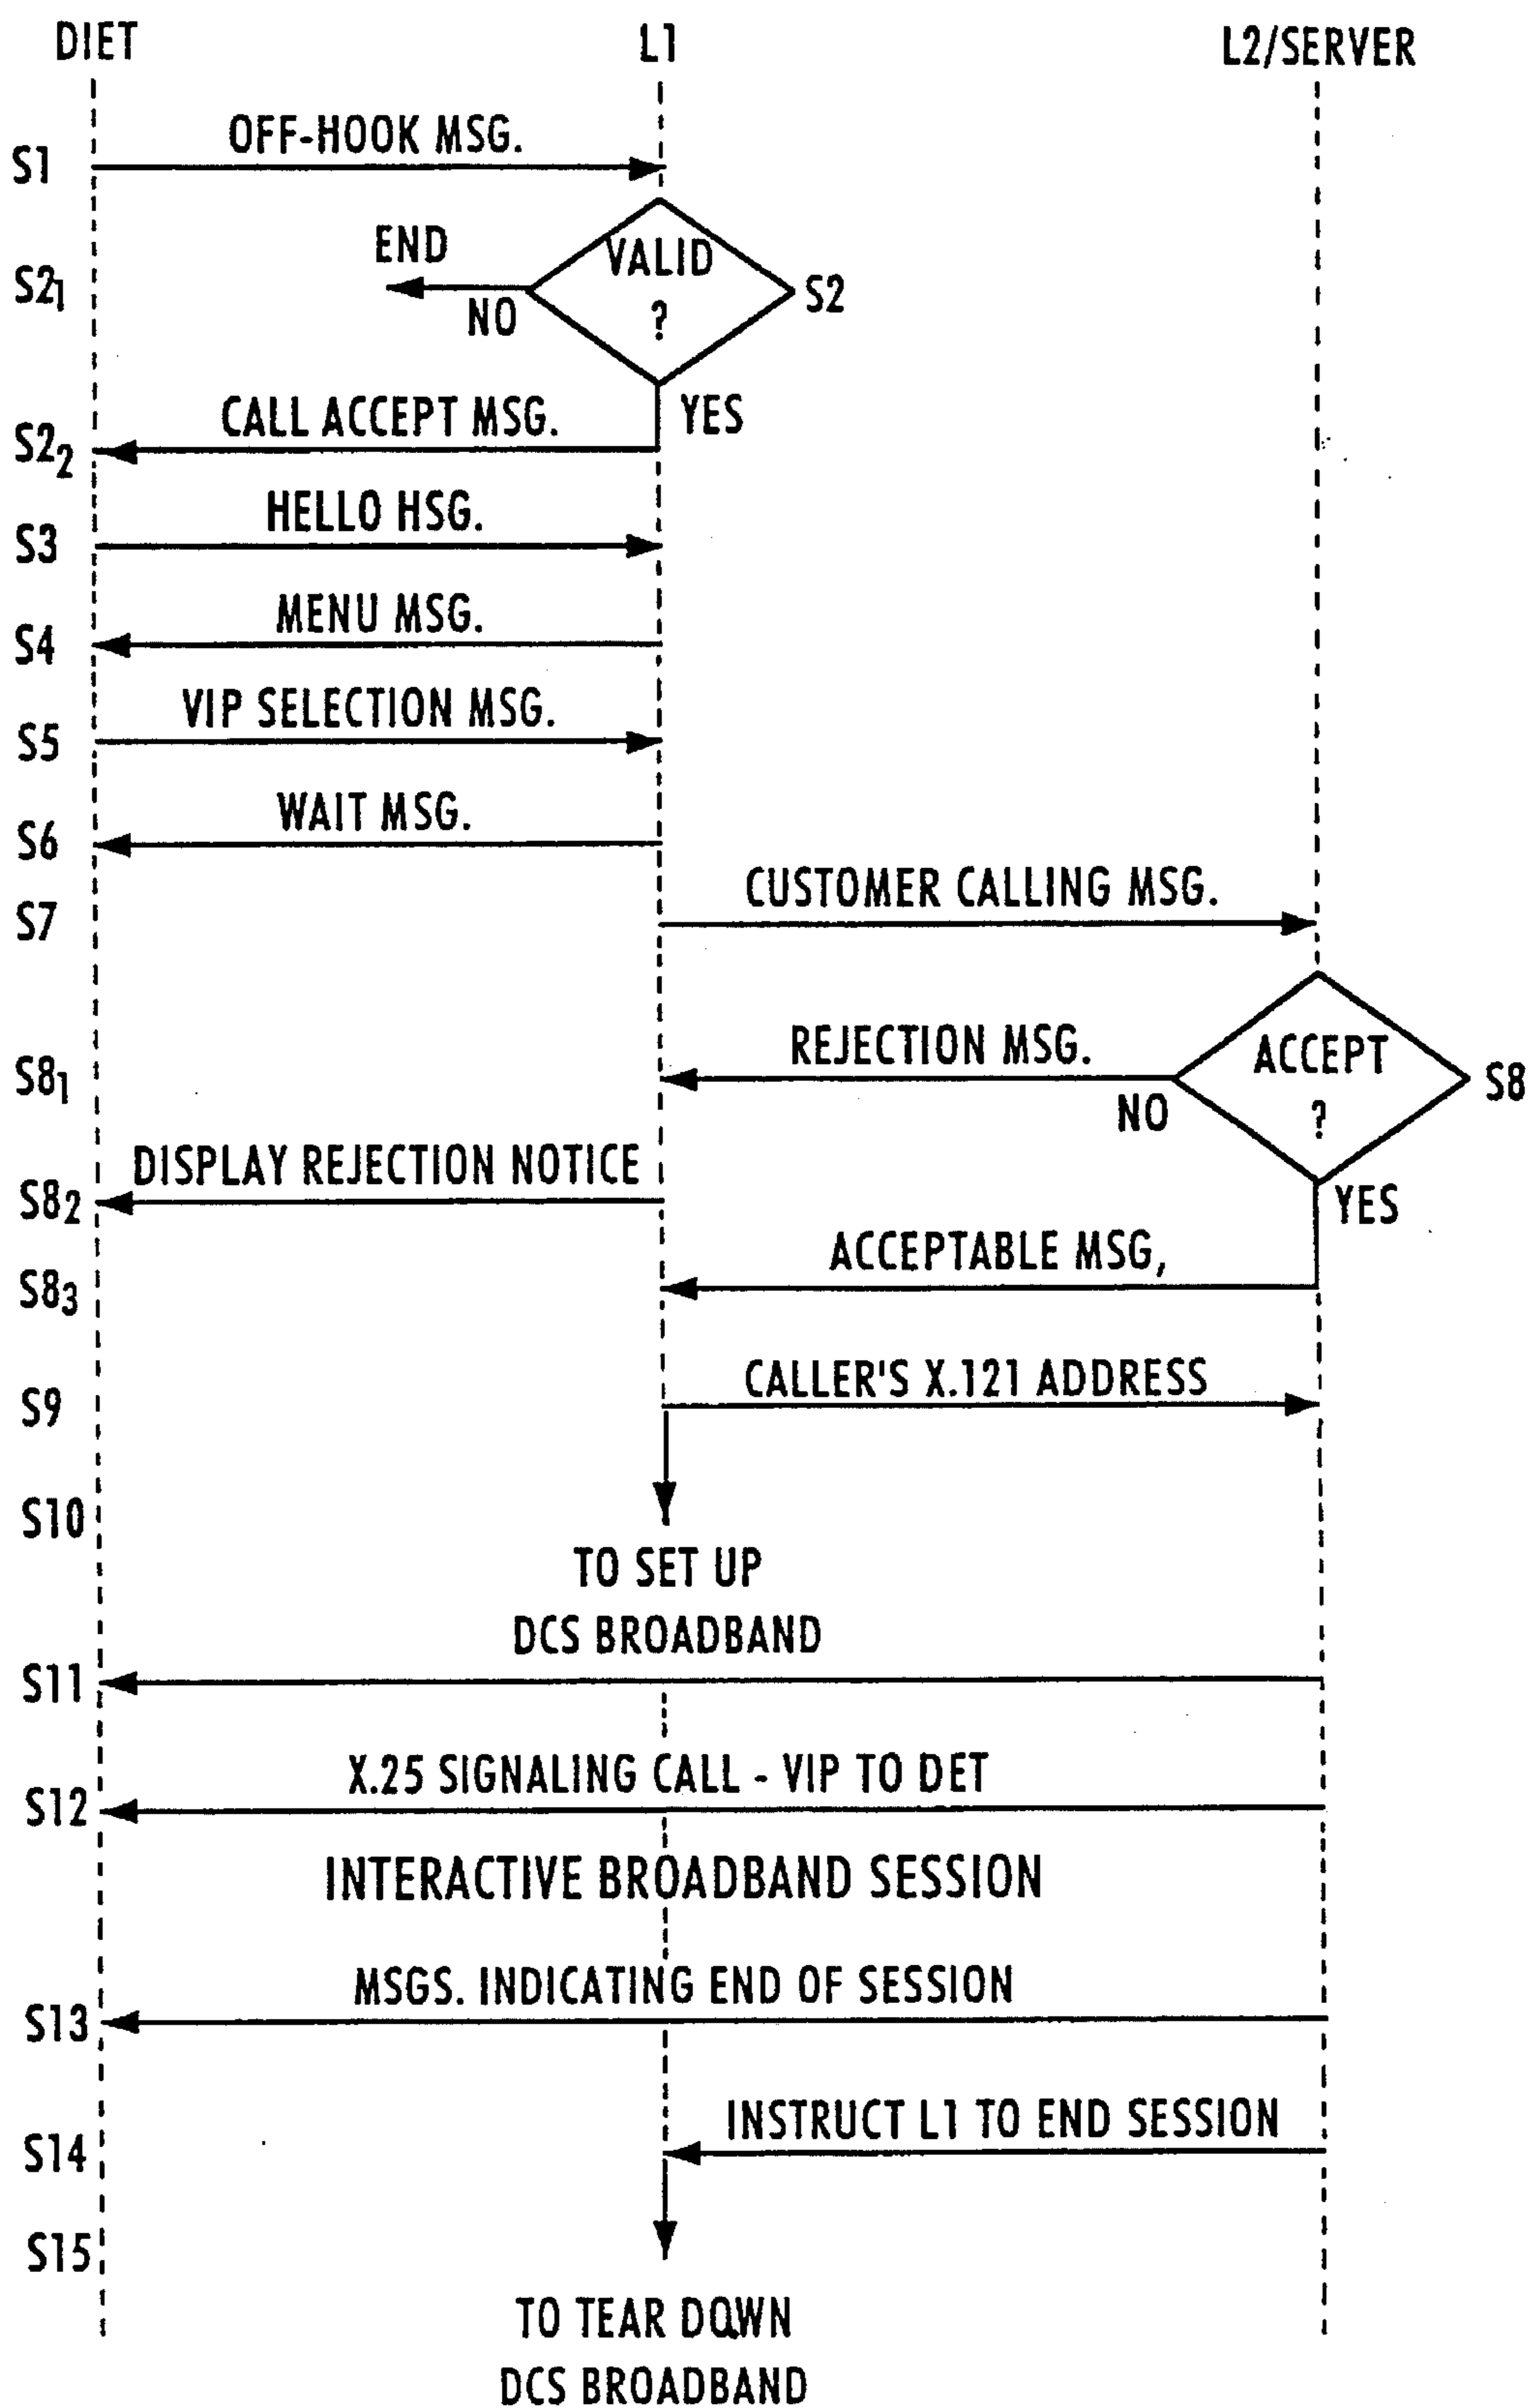 DIET L1 L2/SERVER
OFF-HOOK MSG.
S1
END
VALID
?
S2₁
NO
S2
CALL ACCEPT MSG.
YES
S2₂
HELLO HSG.
S3
MENU MSG.
S4
VIP SELECTION MSG.
S5
WAIT MSG.
S6
CUSTOMER CALLING MSG.
S7
REJECTION MSG.
ACCEPT
?
S8₁
NO
S8
DISPLAY REJECTION NOTICE
S8₂
YES
ACCEPTABLE MSG,
S8₃
CALLER'S X.121 ADDRESS
S9
S10
TO SET UP
DCS BROADBAND
S11
X.25 SIGNALING CALL - VIP TO DET
S12
INTERACTIVE BROADBAND SESSION
MSGS. INDICATING END OF SESSION
S13
INSTRUCT L1 TO END SESSION
S14
S15
TO TEAR DOWN
DCS BROADBAND